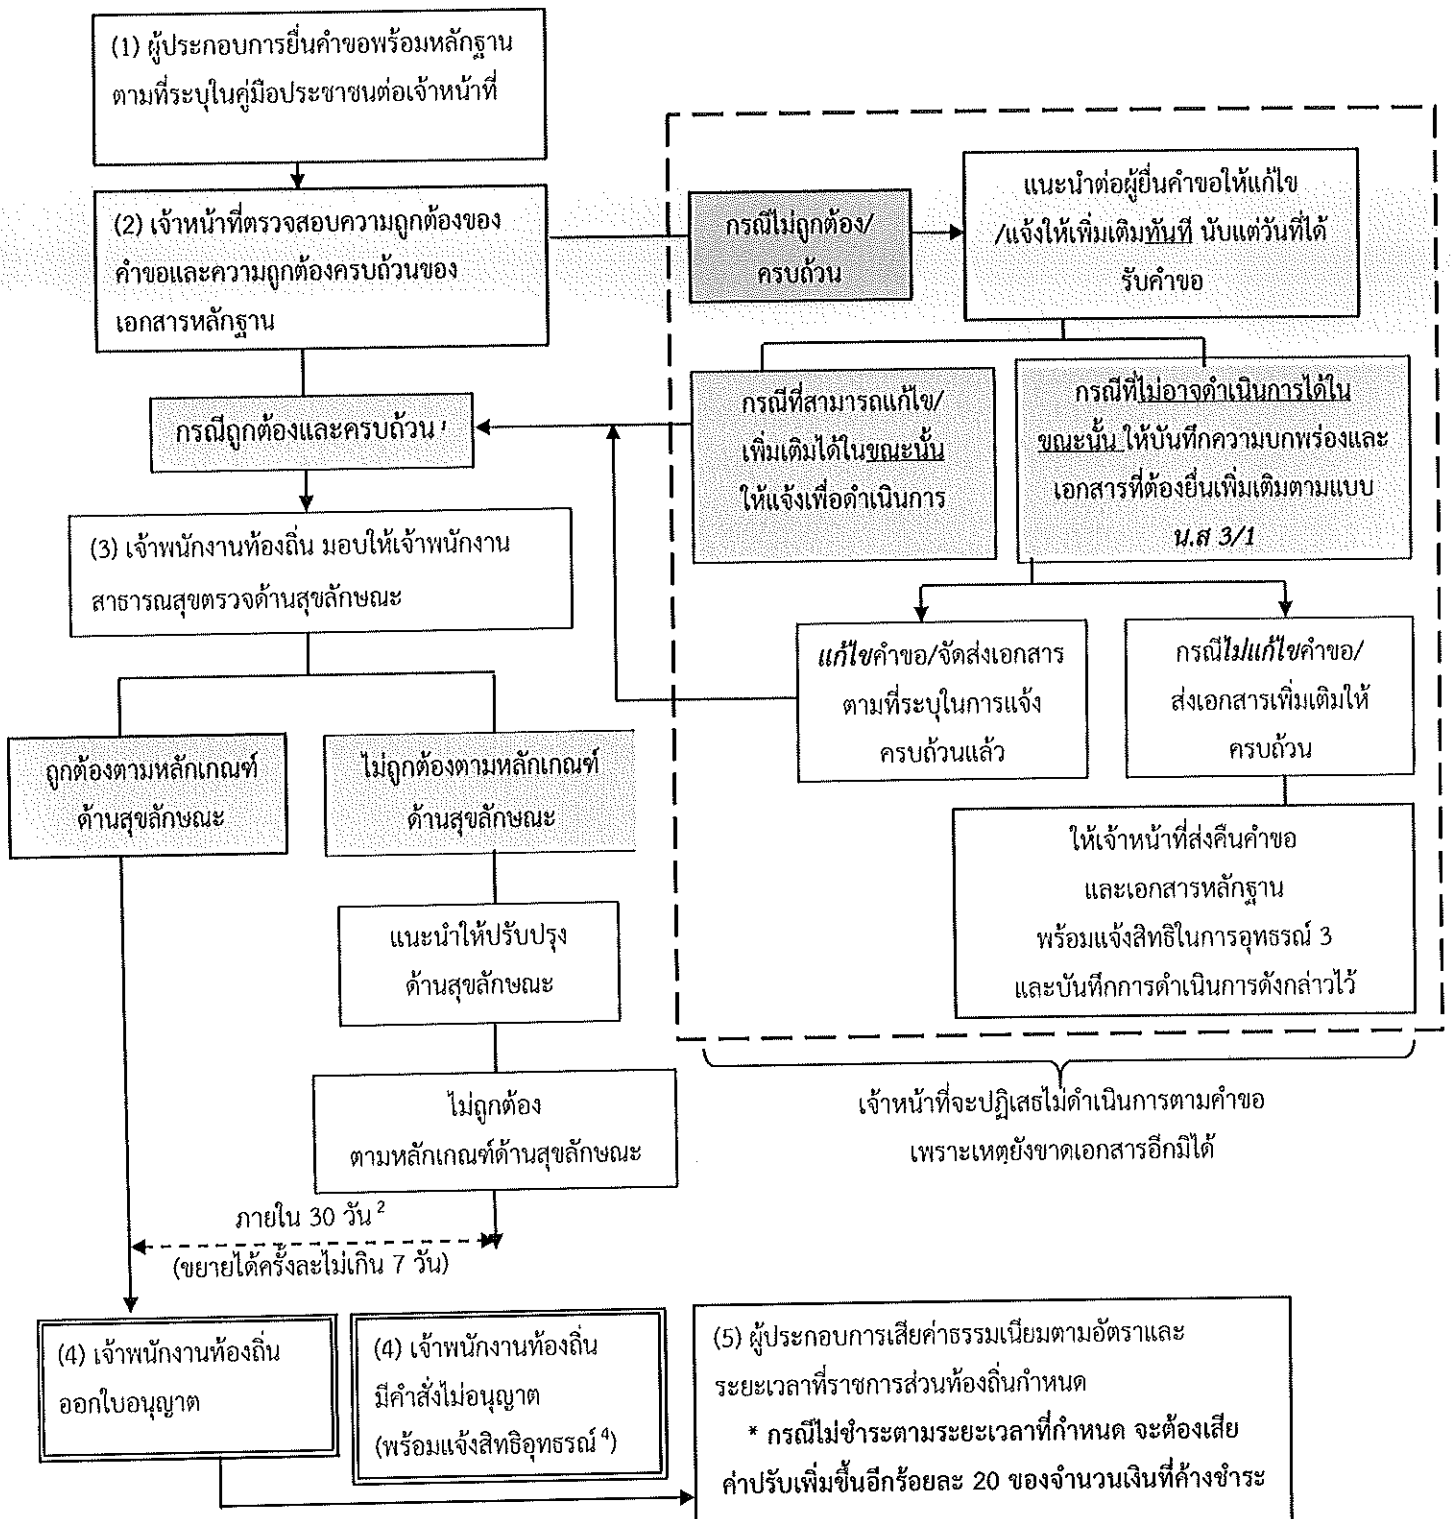 (1) ผู้ประกอบการยื่นคำขอพร้อมหลักฐาน
ตามที่ระบุในคู่มือประชาชนต่อเจ้าหน้าที่
(2) เจ้าหน้าที่ตรวจสอบความถูกต้องของ
คำขอและความถูกต้องครบถ้วนของ
เอกสารหลักฐาน
กรณีไม่ถูกต้อง/
ครบถ้วน
แนะนำต่อผู้ยื่นคำขอให้แก้ไข
/แจ้งให้เพิ่มเติมทันที นับแต่วันที่ได้
รับคำขอ
กรณีถูกต้องและครบถ้วน ¹
กรณีที่สามารถแก้ไข/
เพิ่มเติมได้ในขณะนั้น
ให้แจ้งเพื่อดำเนินการ
กรณีที่ไม่อาจดำเนินการได้ใน
ขณะนั้น ให้บันทึกความบกพร่องและ
เอกสารที่ต้องยื่นเพิ่มเติมตามแบบ
น.ส 3/1
(3) เจ้าพนักงานท้องถิ่น มอบให้เจ้าพนักงาน
สาธารณสุขตรวจด้านสุขลักษณะ
แก้ไขคำขอ/จัดส่งเอกสาร
ตามที่ระบุในการแจ้ง
ครบถ้วนแล้ว
กรณีไม่แก้ไขคำขอ/
ส่งเอกสารเพิ่มเติมให้
ครบถ้วน
ถูกต้องตามหลักเกณฑ์
ด้านสุขลักษณะ
ไม่ถูกต้องตามหลักเกณฑ์
ด้านสุขลักษณะ
ให้เจ้าหน้าที่ส่งคืนคำขอ
และเอกสารหลักฐาน
พร้อมแจ้งสิทธิในการอุทธรณ์ 3
และบันทึกการดำเนินการดังกล่าวไว้
แนะนำให้ปรับปรุง
ด้านสุขลักษณะ
ไม่ถูกต้อง
ตามหลักเกณฑ์ด้านสุขลักษณะ
เจ้าหน้าที่จะปฏิเสธไม่ดำเนินการตามคำขอ
เพราะเหตุยังขาดเอกสารอีกมิได้
ภายใน 30 วัน ²
(ขยายได้ครั้งละไม่เกิน 7 วัน)
(4) เจ้าพนักงานท้องถิ่น
ออกใบอนุญาต
(4) เจ้าพนักงานท้องถิ่น
มีคำสั่งไม่อนุญาต
(พร้อมแจ้งสิทธิอุทธรณ์ ⁴)
(5) ผู้ประกอบการเสียค่าธรรมเนียมตามอัตราและ
ระยะเวลาที่ราชการส่วนท้องถิ่นกำหนด
* กรณีไม่ชำระตามระยะเวลาที่กำหนด จะต้องเสีย
ค่าปรับเพิ่มขึ้นอีกร้อยละ 20 ของจำนวนเงินที่ค้างชำระ